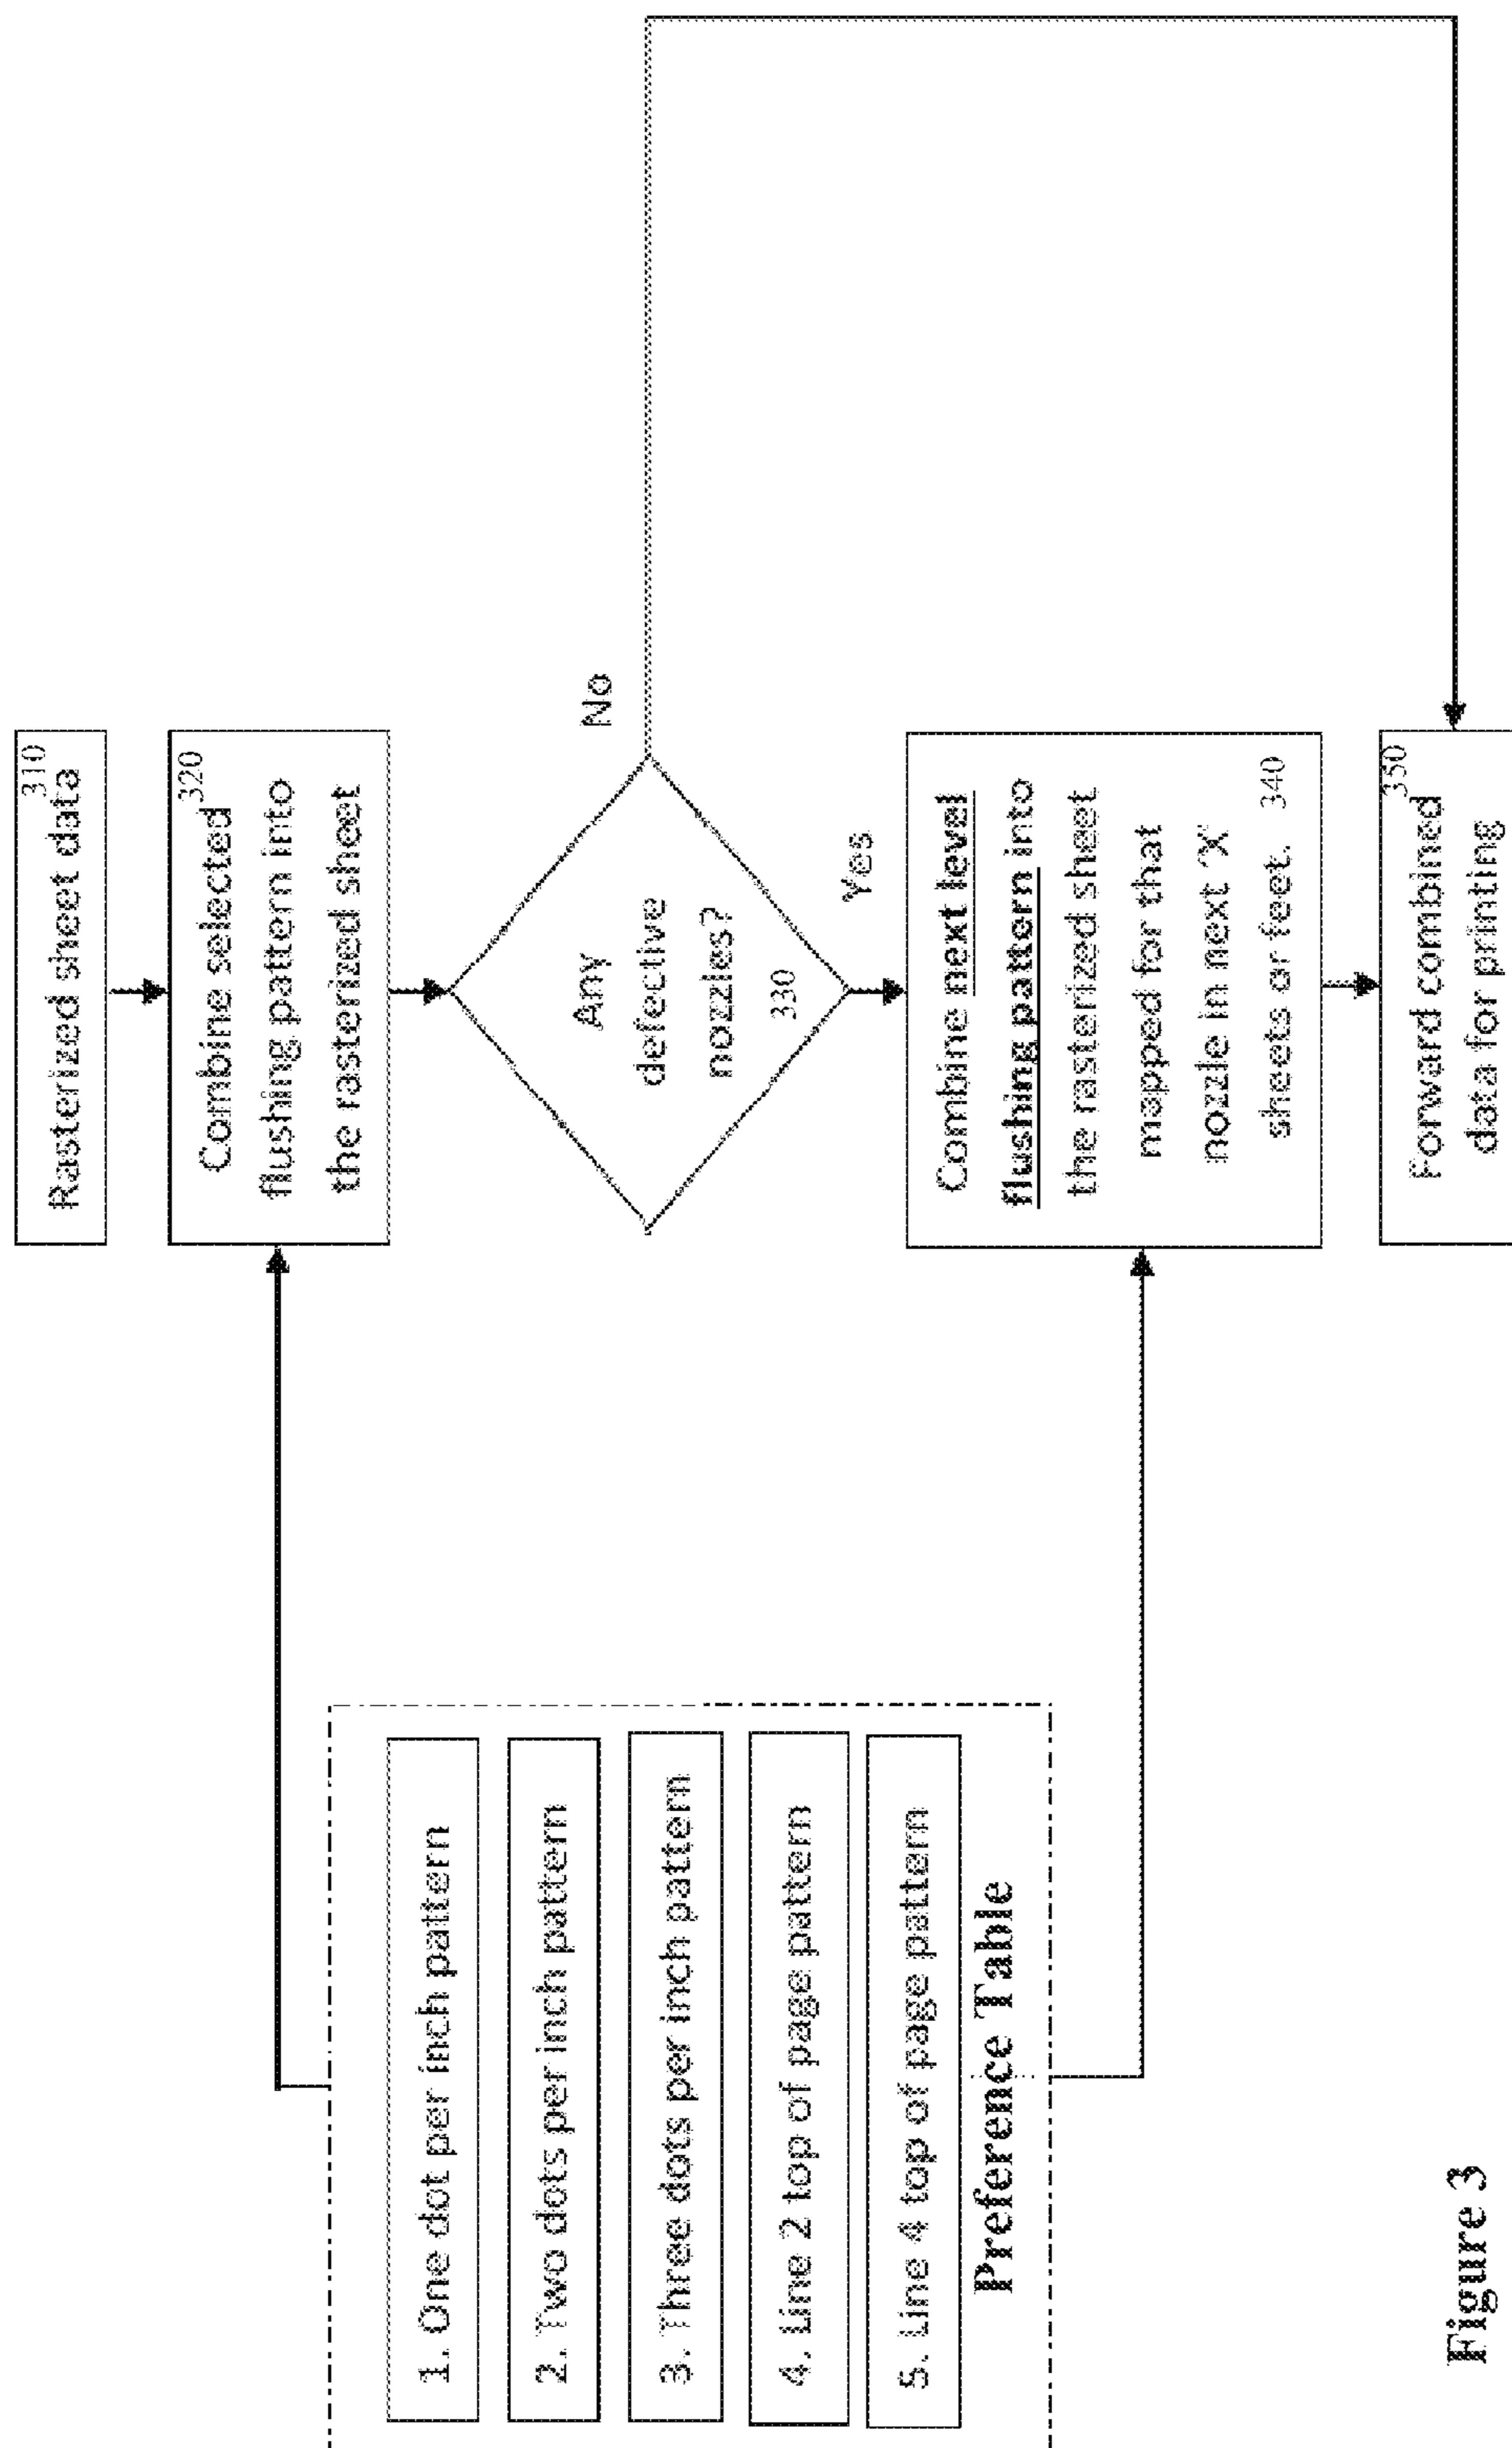 310
Rasterized sheet data
320
Combine selected
flushing pattern into
the rasterized sheet
Any
defective
nozzles?
330
No
Yes
Combine next level
flushing pattern into
the rasterized sheet
mapped for that
nozzle in next 'X'
sheets or feet. 340
350
Forward combined
data for printing
1. One dot per inch pattern
2. Two dots per inch pattern
3. Three dots per inch pattern
4. Line 2 top of page pattern
5. Line 4 top of page pattern
Preference Table
Figure 3